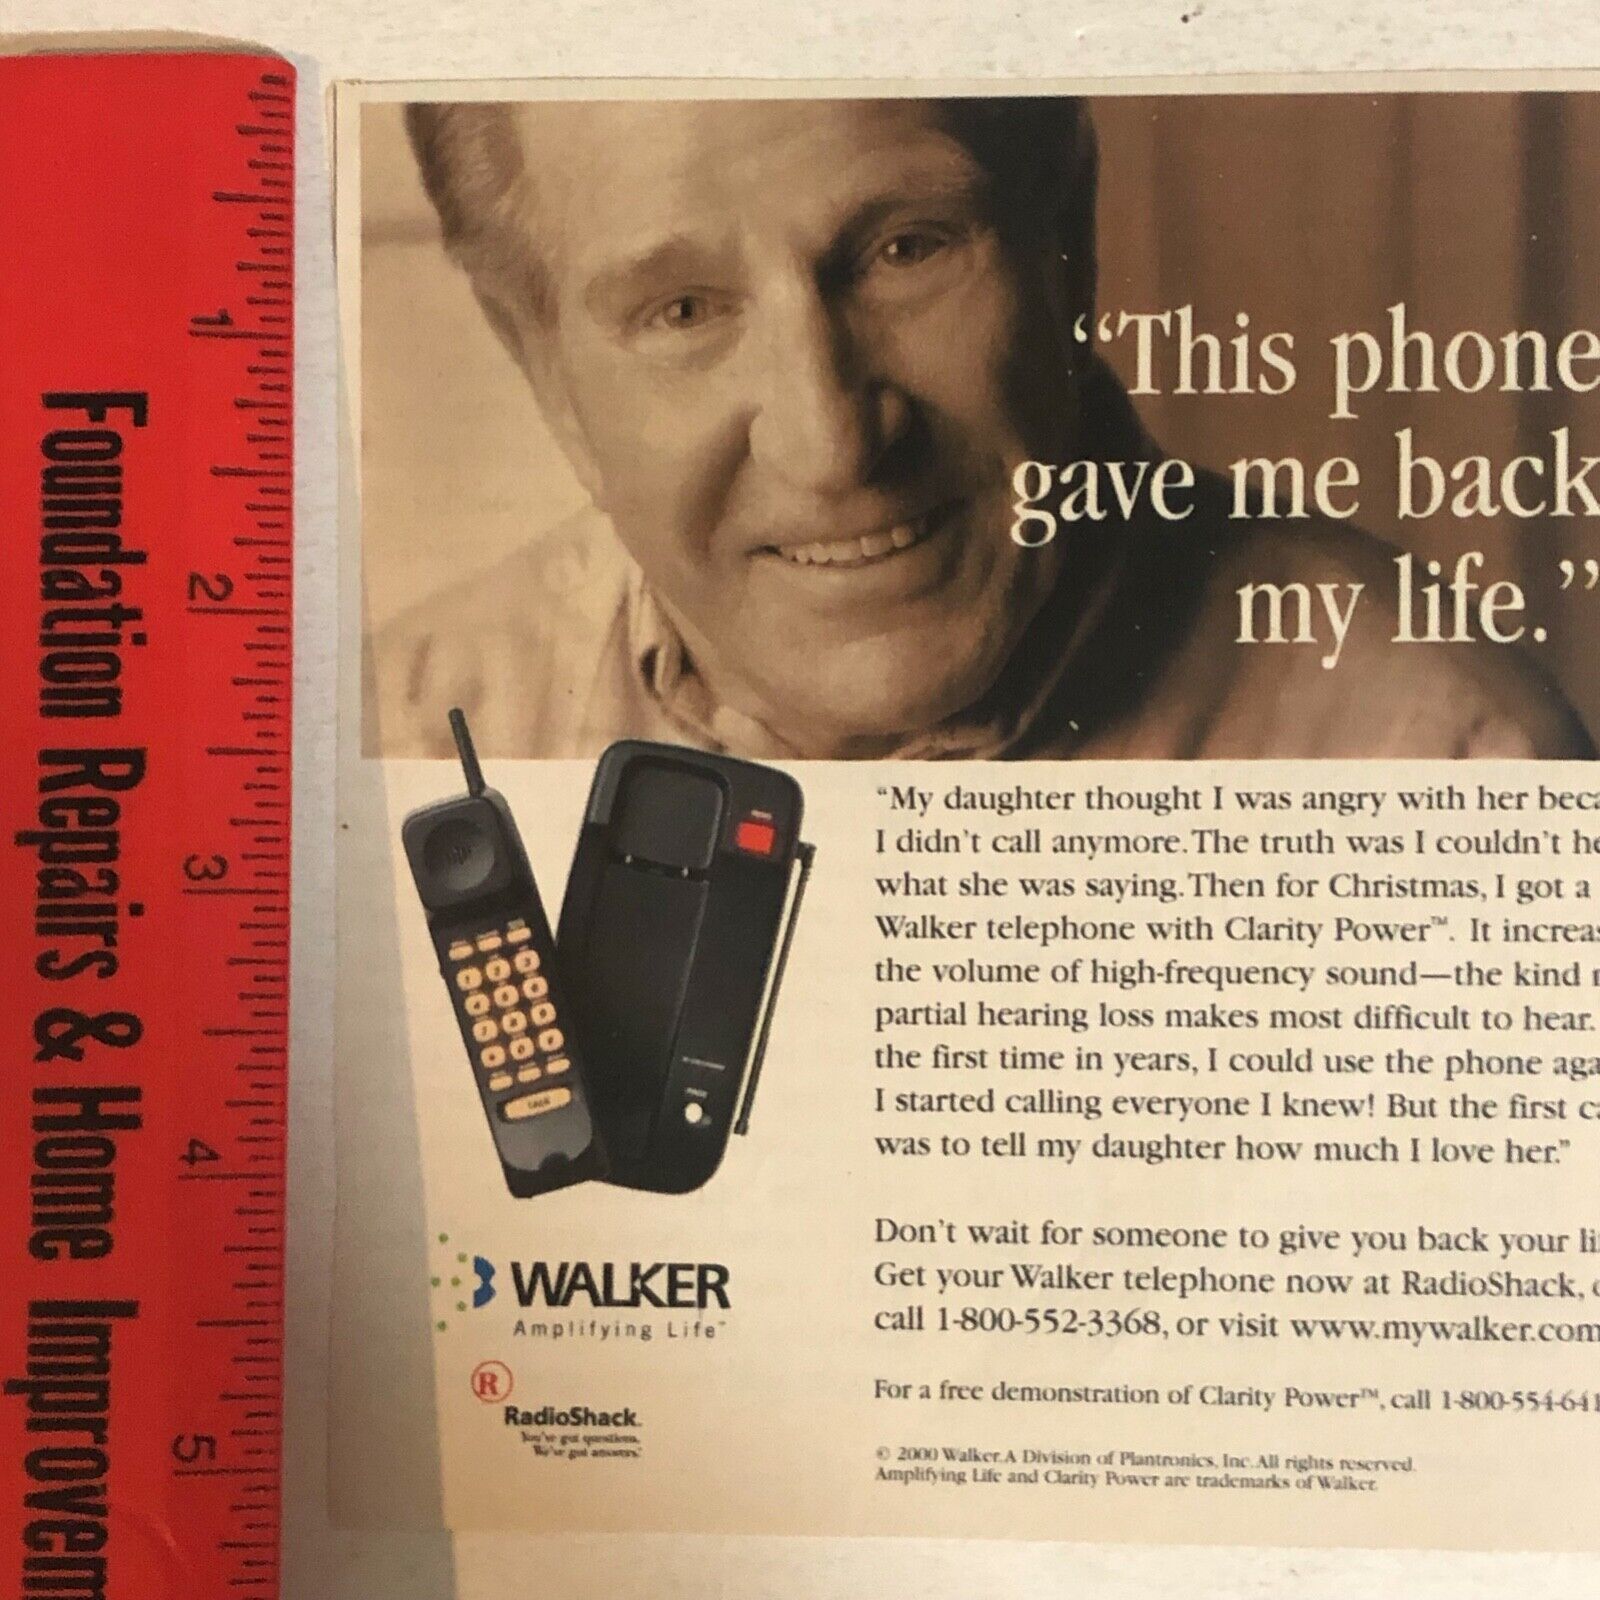 Foundation Repairs & Home Improvem
1
2
3
4
5
“This phone
gave me back
my life.”
“My daughter thought I was angry with her beca
I didn't call anymore. The truth was I couldn't he
what she was saying. Then for Christmas, I got a
Walker telephone with Clarity Power™. It increas
the volume of high-frequency sound—the kind
partial hearing loss makes most difficult to hear.
the first time in years, I could use the phone aga
I started calling everyone I knew! But the first ca
was to tell my daughter how much I love her.”
Don't wait for someone to give you back your li
Get your Walker telephone now at RadioShack,
call 1-800-552-3368, or visit www.mywalker.com
For a free demonstration of Clarity Power™, call 1-800-554-641
© 2000 Walker. A Division of Plantronics, Inc. All rights reserved.
Amplifying Life and Clarity Power are trademarks of Walker.
TALK
WALKER
Amplifying Life™
R
RadioShack.
You've got questions.
We've got answers.